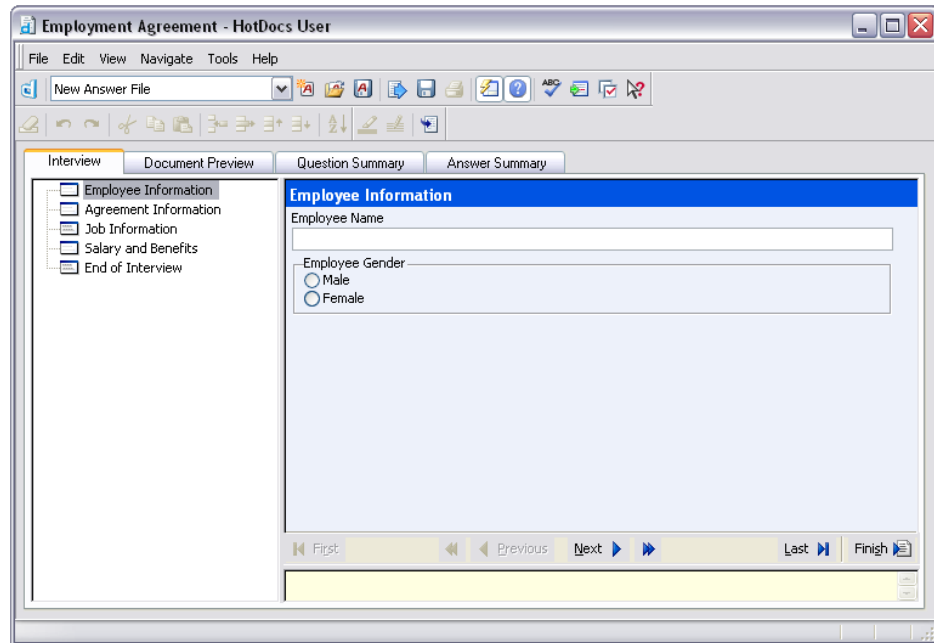 Employment Agreement - HotDocs User
File Edit View Navigate Tools Help
New Answer File
Interview Document Preview Question Summary Answer Summary
Employee Information
Agreement Information
Job Information
Salary and Benefits
End of Interview
Employee Information
Employee Name
Employee Gender
Male
Female
First Previous Next Last Finish